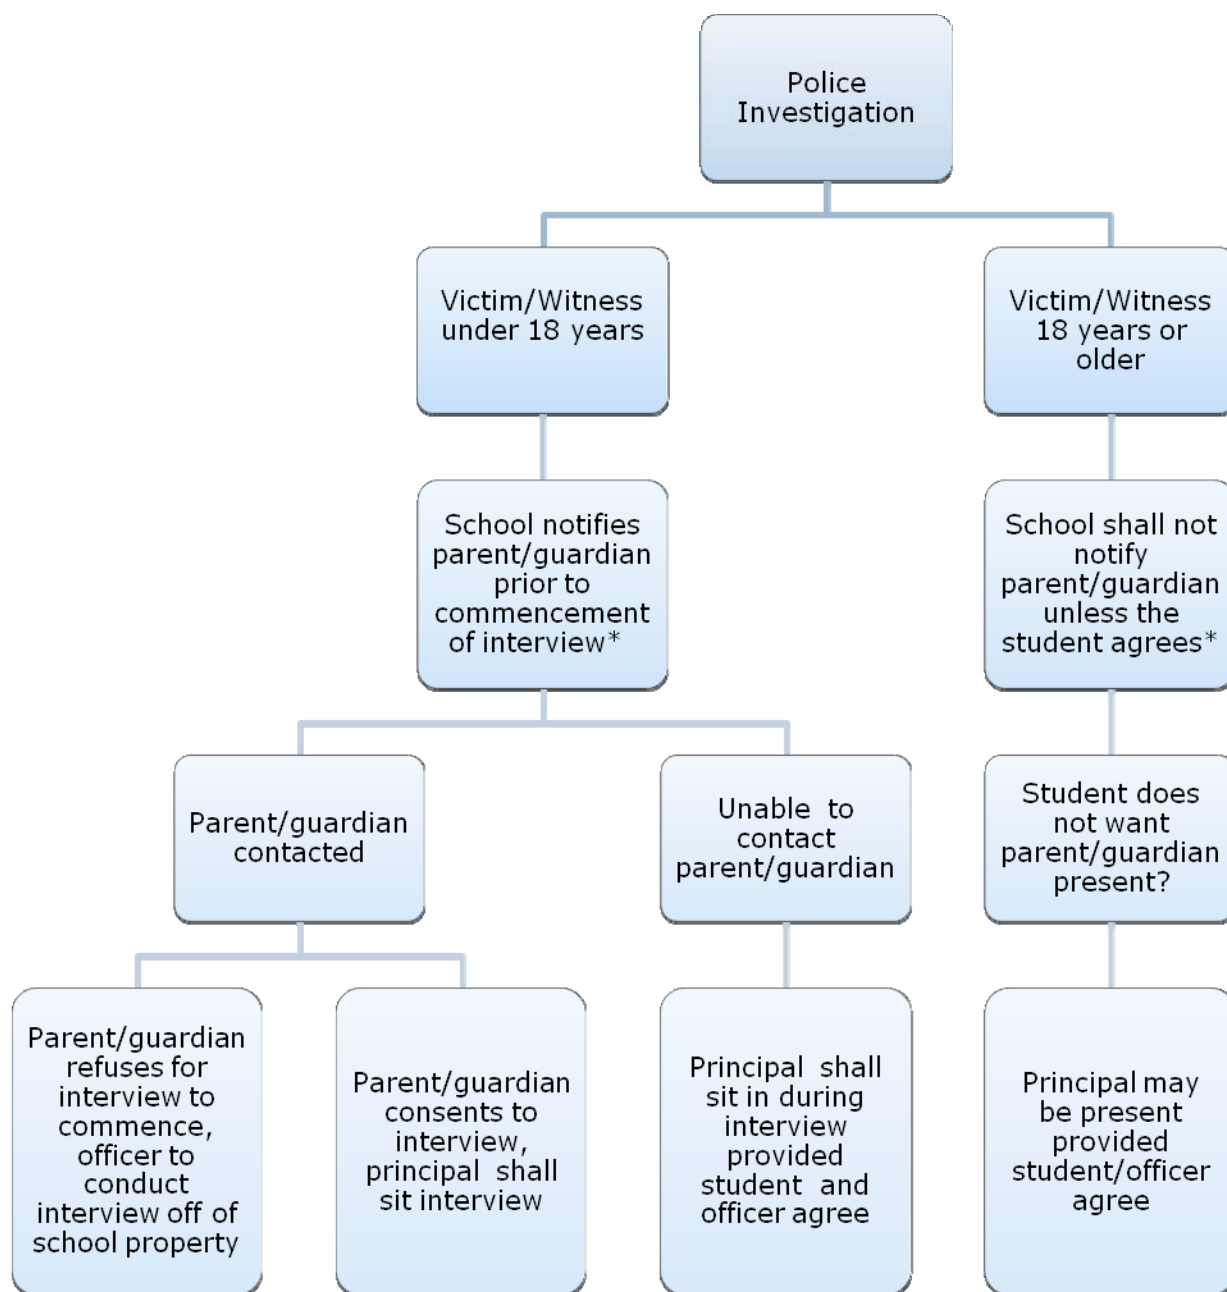 Police
Investigation
Victim/Witness
under 18 years
Victim/Witness
18 years or
older
School notifies
parent/guardian
prior to
commencement
of interview*
School shall not
notify
parent/guardian
unless the
student agrees*
Parent/guardian
contacted
Unable to
contact
parent/guardian
Student does
not want
parent/guardian
present?
Parent/guardian
refuses for
interview to
commence,
officer to
conduct
interview off of
school property
Parent/guardian
consents to
interview,
principal shall
sit interview
Principal shall
sit in during
interview
provided
student and
officer agree
Principal may
be present
provided
student/officer
agree